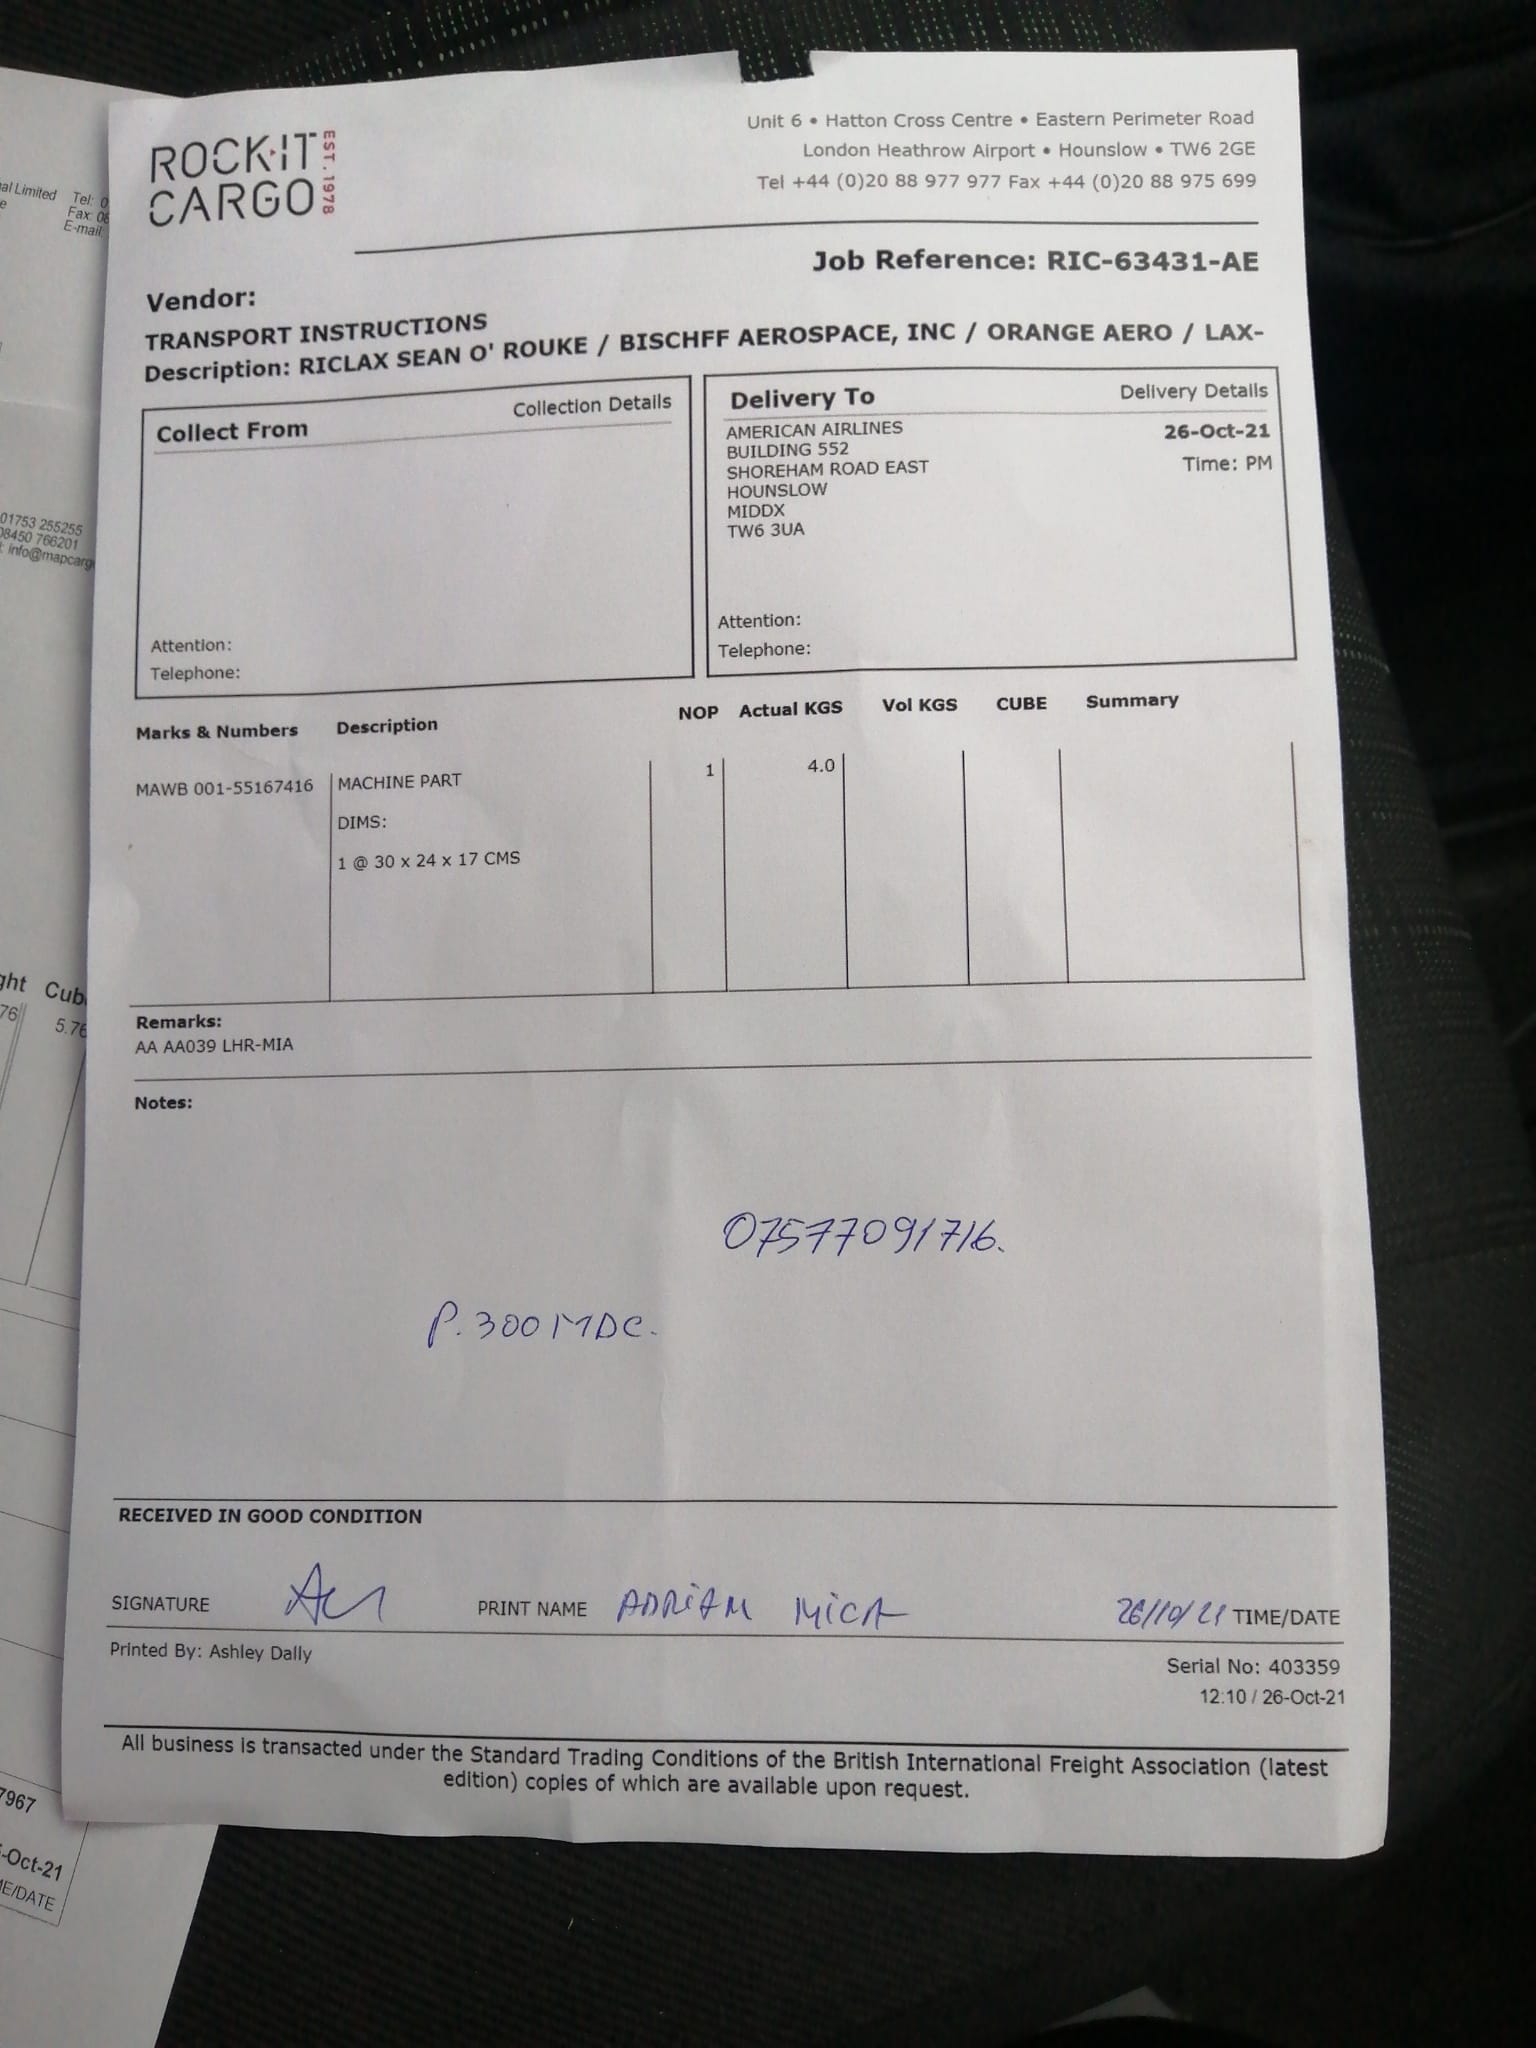 ROCK·IT
CARGO
EST. 1978
Unit 6 • Hatton Cross Centre • Eastern Perimeter Road
London Heathrow Airport • Hounslow • TW6 2GE
Tel +44 (0)20 88 977 977 Fax +44 (0)20 88 975 699
Job Reference: RIC-63431-AE
Vendor:
TRANSPORT INSTRUCTIONS
Description: RICLAX SEAN O' ROUKE / BISCHFF AEROSPACE, INC / ORANGE AERO / LAX-
Collect From Collection Details
Attention:
Telephone:
Delivery To Delivery Details
AMERICAN AIRLINES 26-Oct-21
BUILDING 552
SHOREHAM ROAD EAST Time: PM
HOUNSLOW
MIDDX
TW6 3UA
Attention:
Telephone:
Marks & Numbers Description NOP Actual KGS Vol KGS CUBE Summary
MAWB 001-55167416 MACHINE PART 1 4.0
DIMS:
1 @ 30 x 24 x 17 CMS
Remarks:
AA AA039 LHR-MIA
Notes:
07577091716.
P. 300 MDC.
RECEIVED IN GOOD CONDITION
SIGNATURE PRINT NAME ADRIAN MICA 26/10/21 TIME/DATE
Printed By: Ashley Dally
Serial No: 403359
12:10 / 26-Oct-21
All business is transacted under the Standard Trading Conditions of the British International Freight Association (latest
edition) copies of which are available upon request.
al Limited Tel: 0
Fax: 08
E-mail
01753 255255
08450 766201
info@mapcarg
ght Cub
76 5.76
7967
-Oct-21
E/DATE